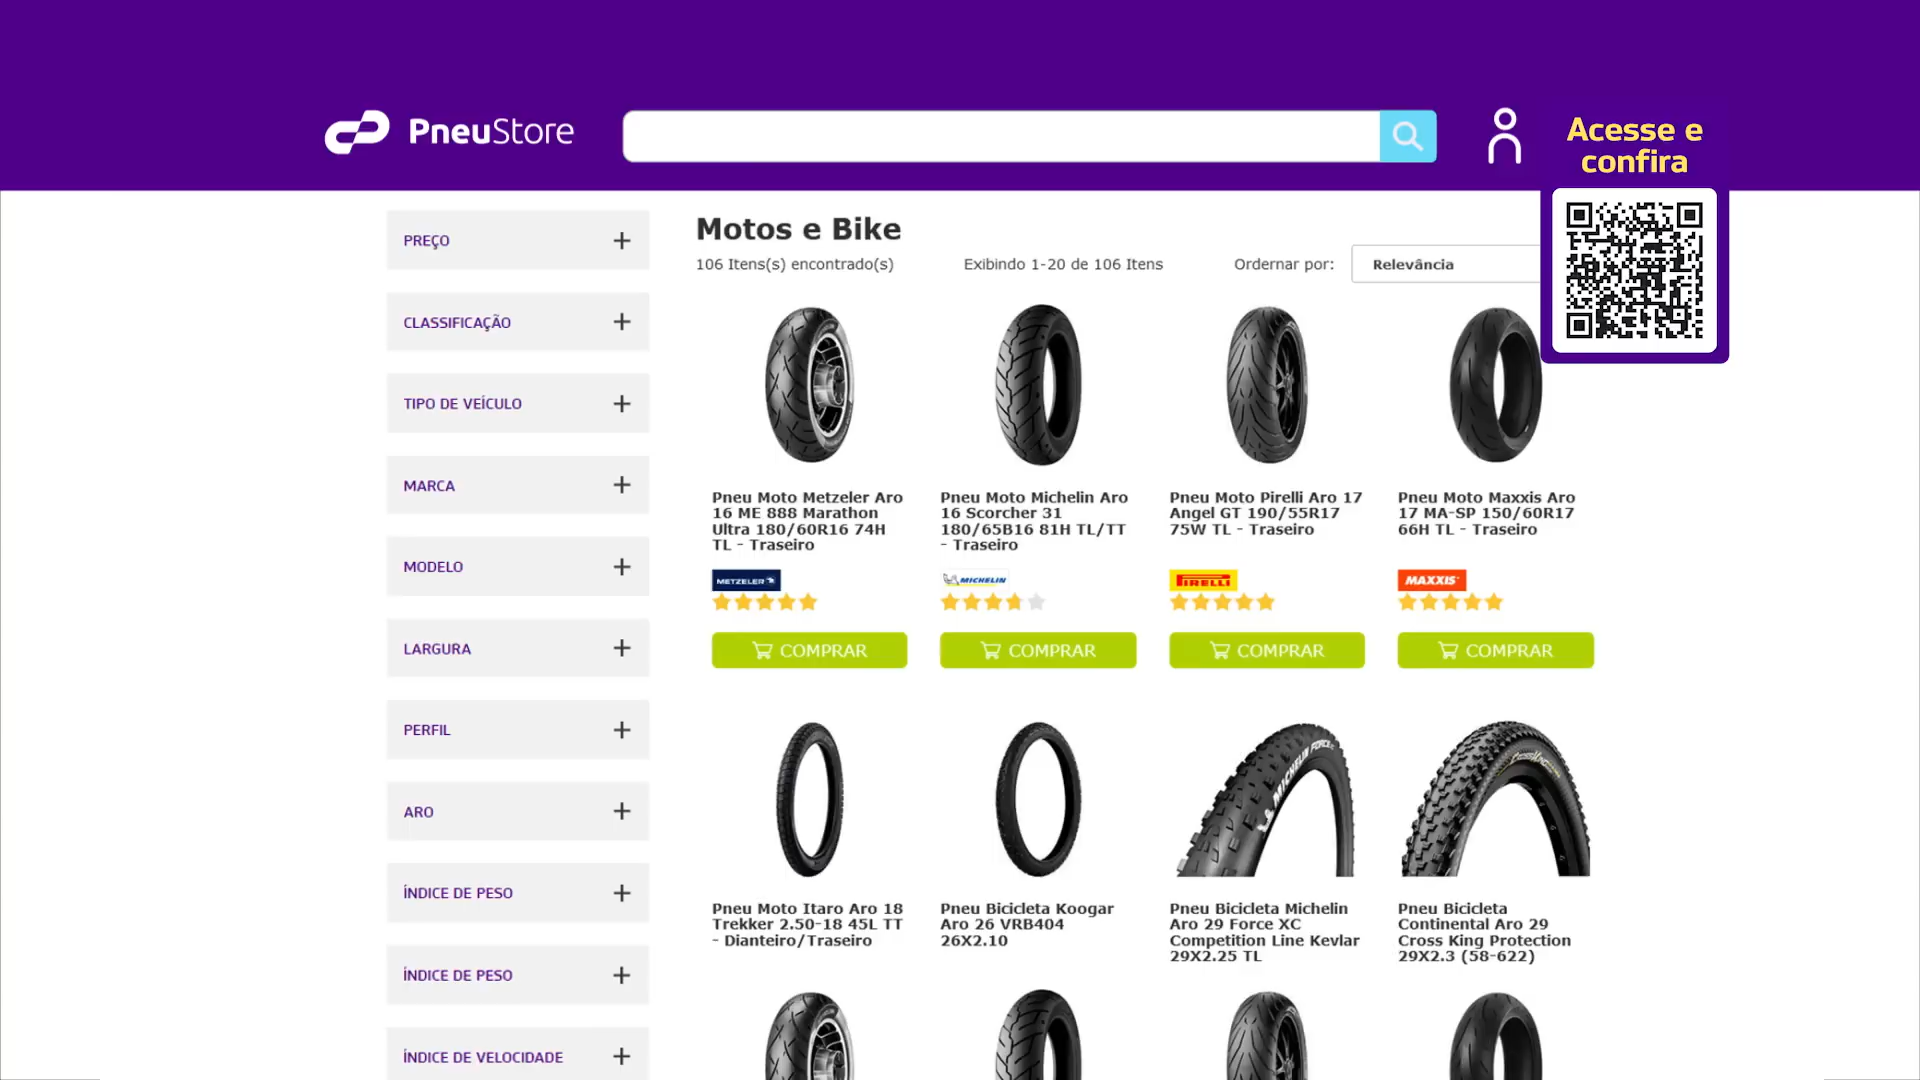 PneuStore
Acesse e
confira
PREÇO
CLASSIFICAÇÃO
TIPO DE VEÍCULO
MARCA
MODELO
LARGURA
PERFIL
ARO
ÍNDICE DE PESO
ÍNDICE DE PESO
ÍNDICE DE VELOCIDADE
Motos e Bike
106 Itens(s) encontrado(s)
Exibindo 1-20 de 106 Itens
Ordernar por:
Relevância
Pneu Moto Metzeler Aro
16 ME 888 Marathon
Ultra 180/60R16 74H
TL - Traseiro
METZELER
COMPRAR
Pneu Moto Michelin Aro
16 Scorcher 31
180/65B16 81H TL/TT
- Traseiro
MICHELIN
COMPRAR
Pneu Moto Pirelli Aro 17
Angel GT 190/55R17
75W TL - Traseiro
PIRELLI
COMPRAR
Pneu Moto Maxxis Aro
17 MA-SP 150/60R17
66H TL - Traseiro
MAXXIS
COMPRAR
Pneu Moto Itaro Aro 18
Trekker 2.50-18 45L TT
- Dianteiro/Traseiro
Pneu Bicicleta Koogar
Aro 26 VRB404
26X2.10
MICHELIN FORCE
Pneu Bicicleta Michelin
Aro 29 Force XC
Competition Line Kevlar
29X2.25 TL
Pneu Bicicleta
Continental Aro 29
Cross King Protection
29X2.3 (58-622)